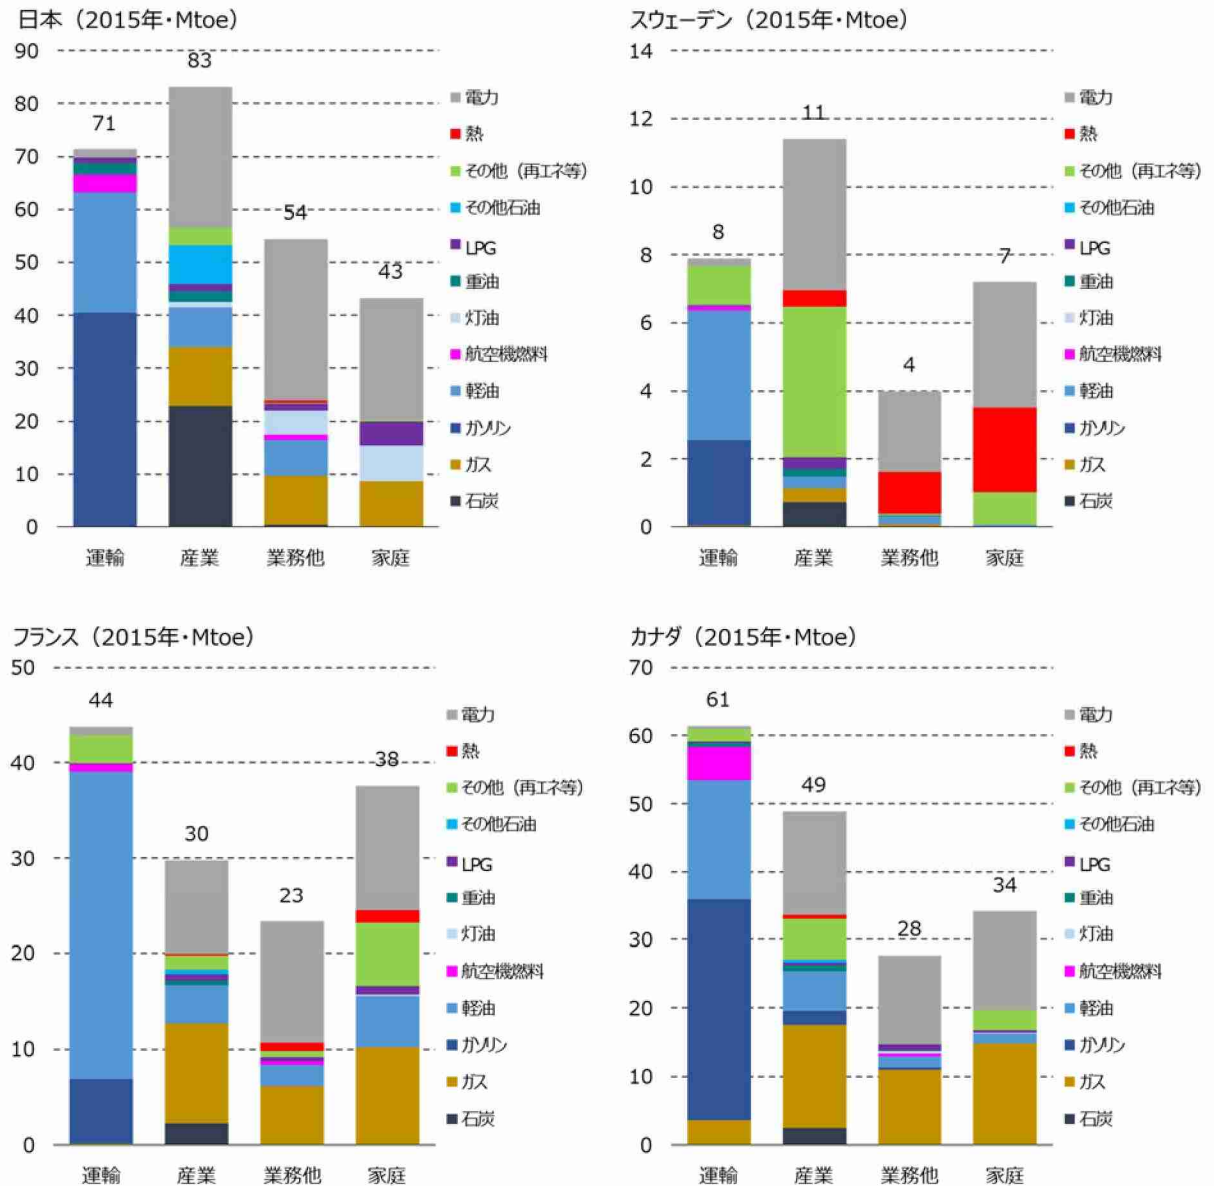 日本（2015年・Mtoe）
90
80
70
60
50
40
30
20
10
0
71
83
54
43
運輸
産業
業務他
家庭
電力
熱
その他（再エネ等）
その他石油
LPG
重油
灯油
航空機燃料
軽油
ガソリン
ガス
石炭
スウェーデン（2015年・Mtoe）
14
12
10
8
6
4
2
0
8
11
4
7
運輸
産業
業務他
家庭
電力
熱
その他（再エネ等）
その他石油
LPG
重油
灯油
航空機燃料
軽油
ガソリン
ガス
石炭
フランス（2015年・Mtoe）
50
40
30
20
10
0
44
30
23
38
運輸
産業
業務他
家庭
電力
熱
その他（再エネ等）
その他石油
LPG
重油
灯油
航空機燃料
軽油
ガソリン
ガス
石炭
カナダ（2015年・Mtoe）
70
60
50
40
30
20
10
0
61
49
28
34
運輸
産業
業務他
家庭
電力
熱
その他（再エネ等）
その他石油
LPG
重油
灯油
航空機燃料
軽油
ガソリン
ガス
石炭